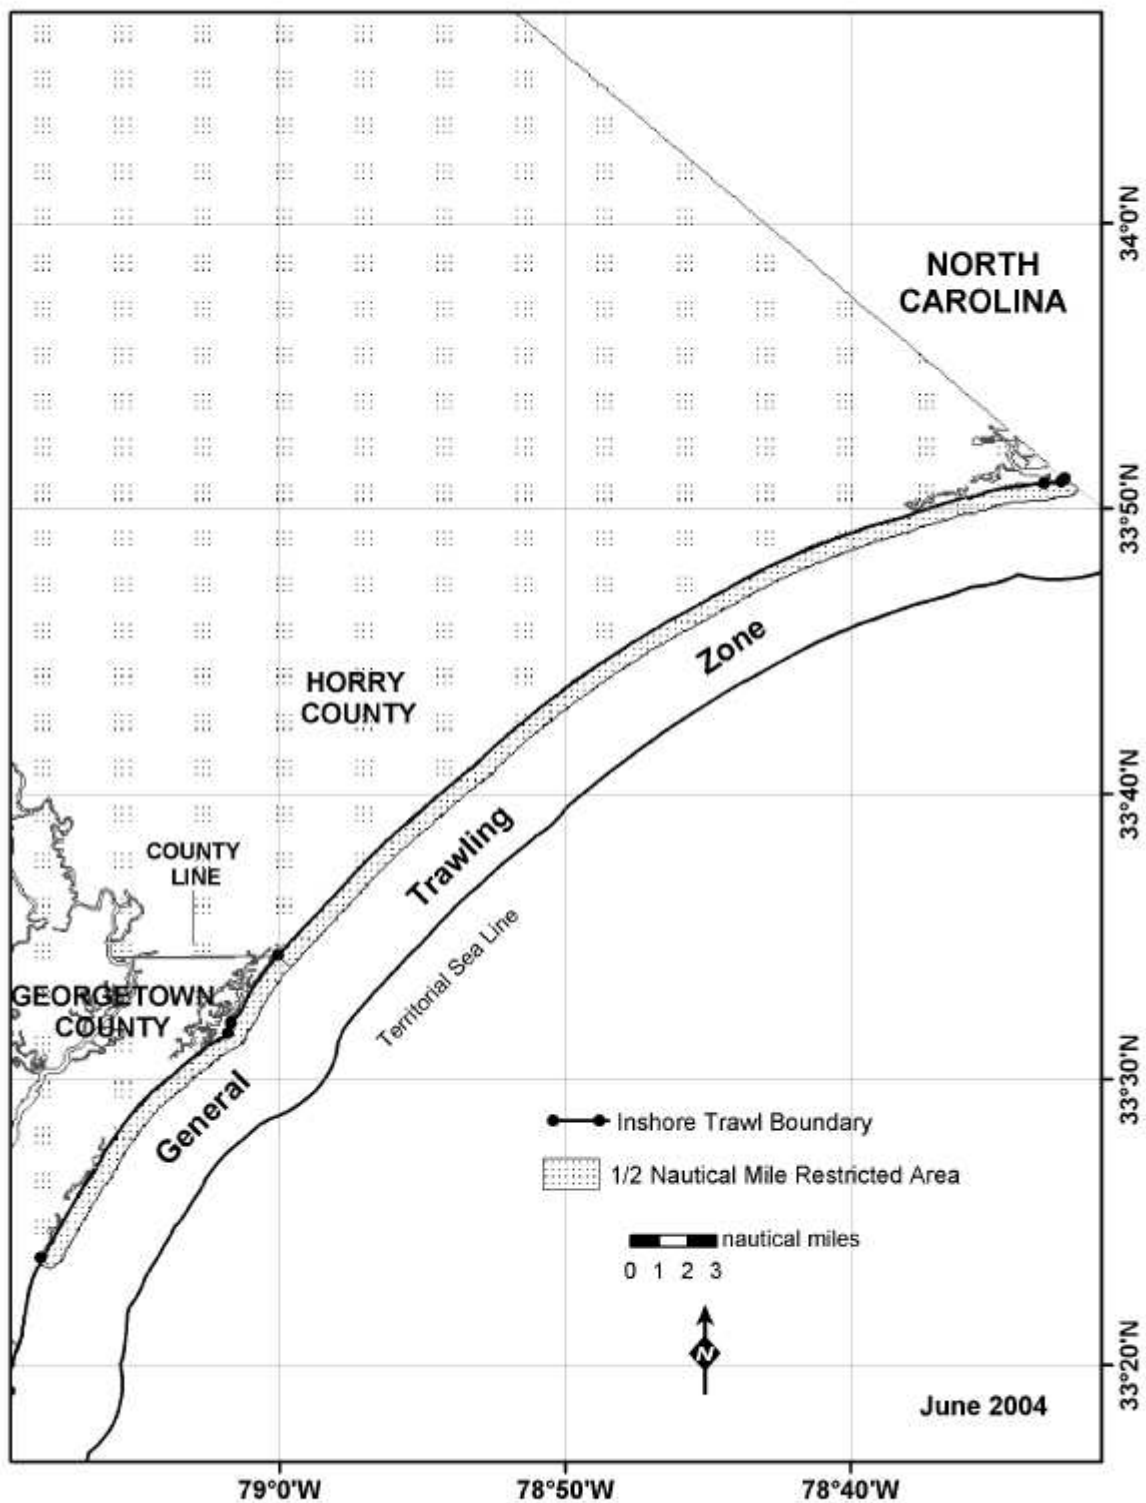 34°0'N
NORTH
CAROLINA
33°50'N
Zone
HORRY
COUNTY
33°40'N
Trawling
COUNTY
LINE
Territorial Sea Line
GEORGETOWN
COUNTY
33°30'N
General
Inshore Trawl Boundary
1/2 Nautical Mile Restricted Area
nautical miles
0 1 2 3
N
33°20'N
June 2004
79°0'W 78°50'W 78°40'W